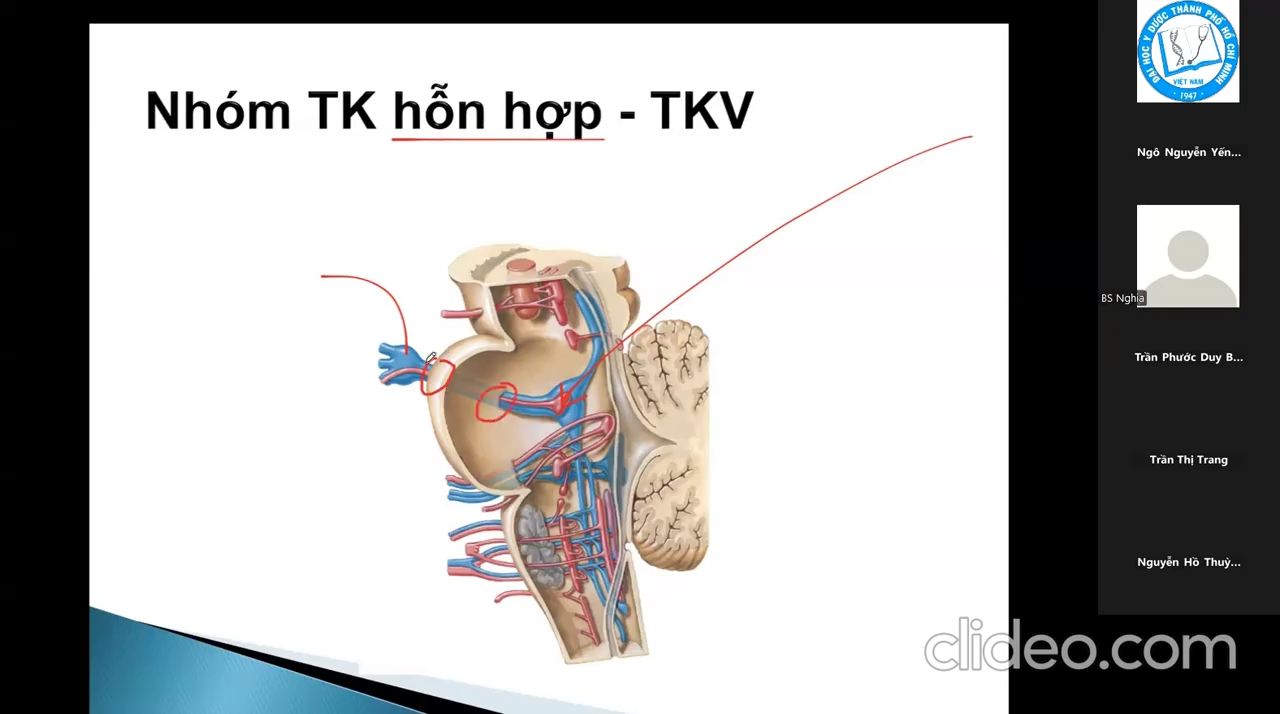 Nhóm TK hỗn hợp - TKV
ĐẠI HỌC Y DƯỢC THÀNH PHỐ HỒ CHÍ MINH
VIỆT NAM
1947
Ngô Nguyễn Yến...
BS Nghia
Trần Phước Duy B...
Trần Thị Trang
Nguyễn Hồ Thuỳ...
clideo.com